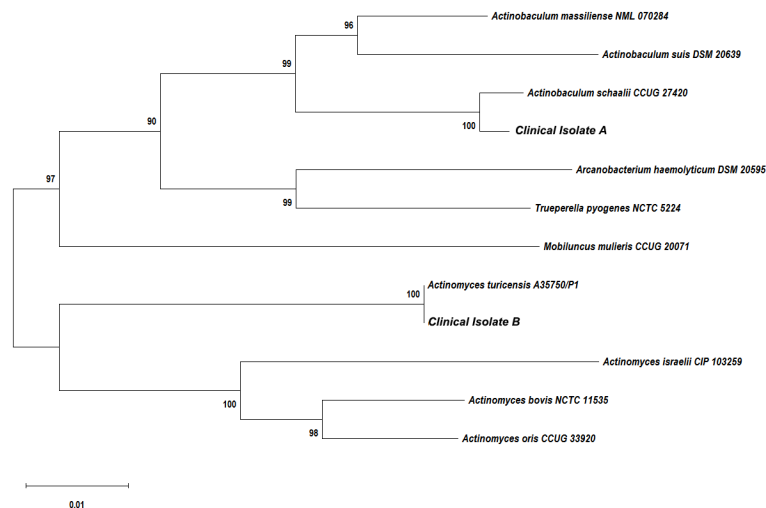 96
Actinobaculum massiliense NML 070284
Actinobaculum suis DSM 20639
99
Actinobaculum schaalii CCUG 27420
100
Clinical Isolate A
90
Arcanobacterium haemolyticum DSM 20595
99
Trueperella pyogenes NCTC 5224
97
Mobiluncus mulieris CCUG 20071
Actinomyces turicensis A35750/P1
100
Clinical Isolate B
Actinomyces israelii CIP 103259
100
Actinomyces bovis NCTC 11535
98
Actinomyces oris CCUG 33920
0.01